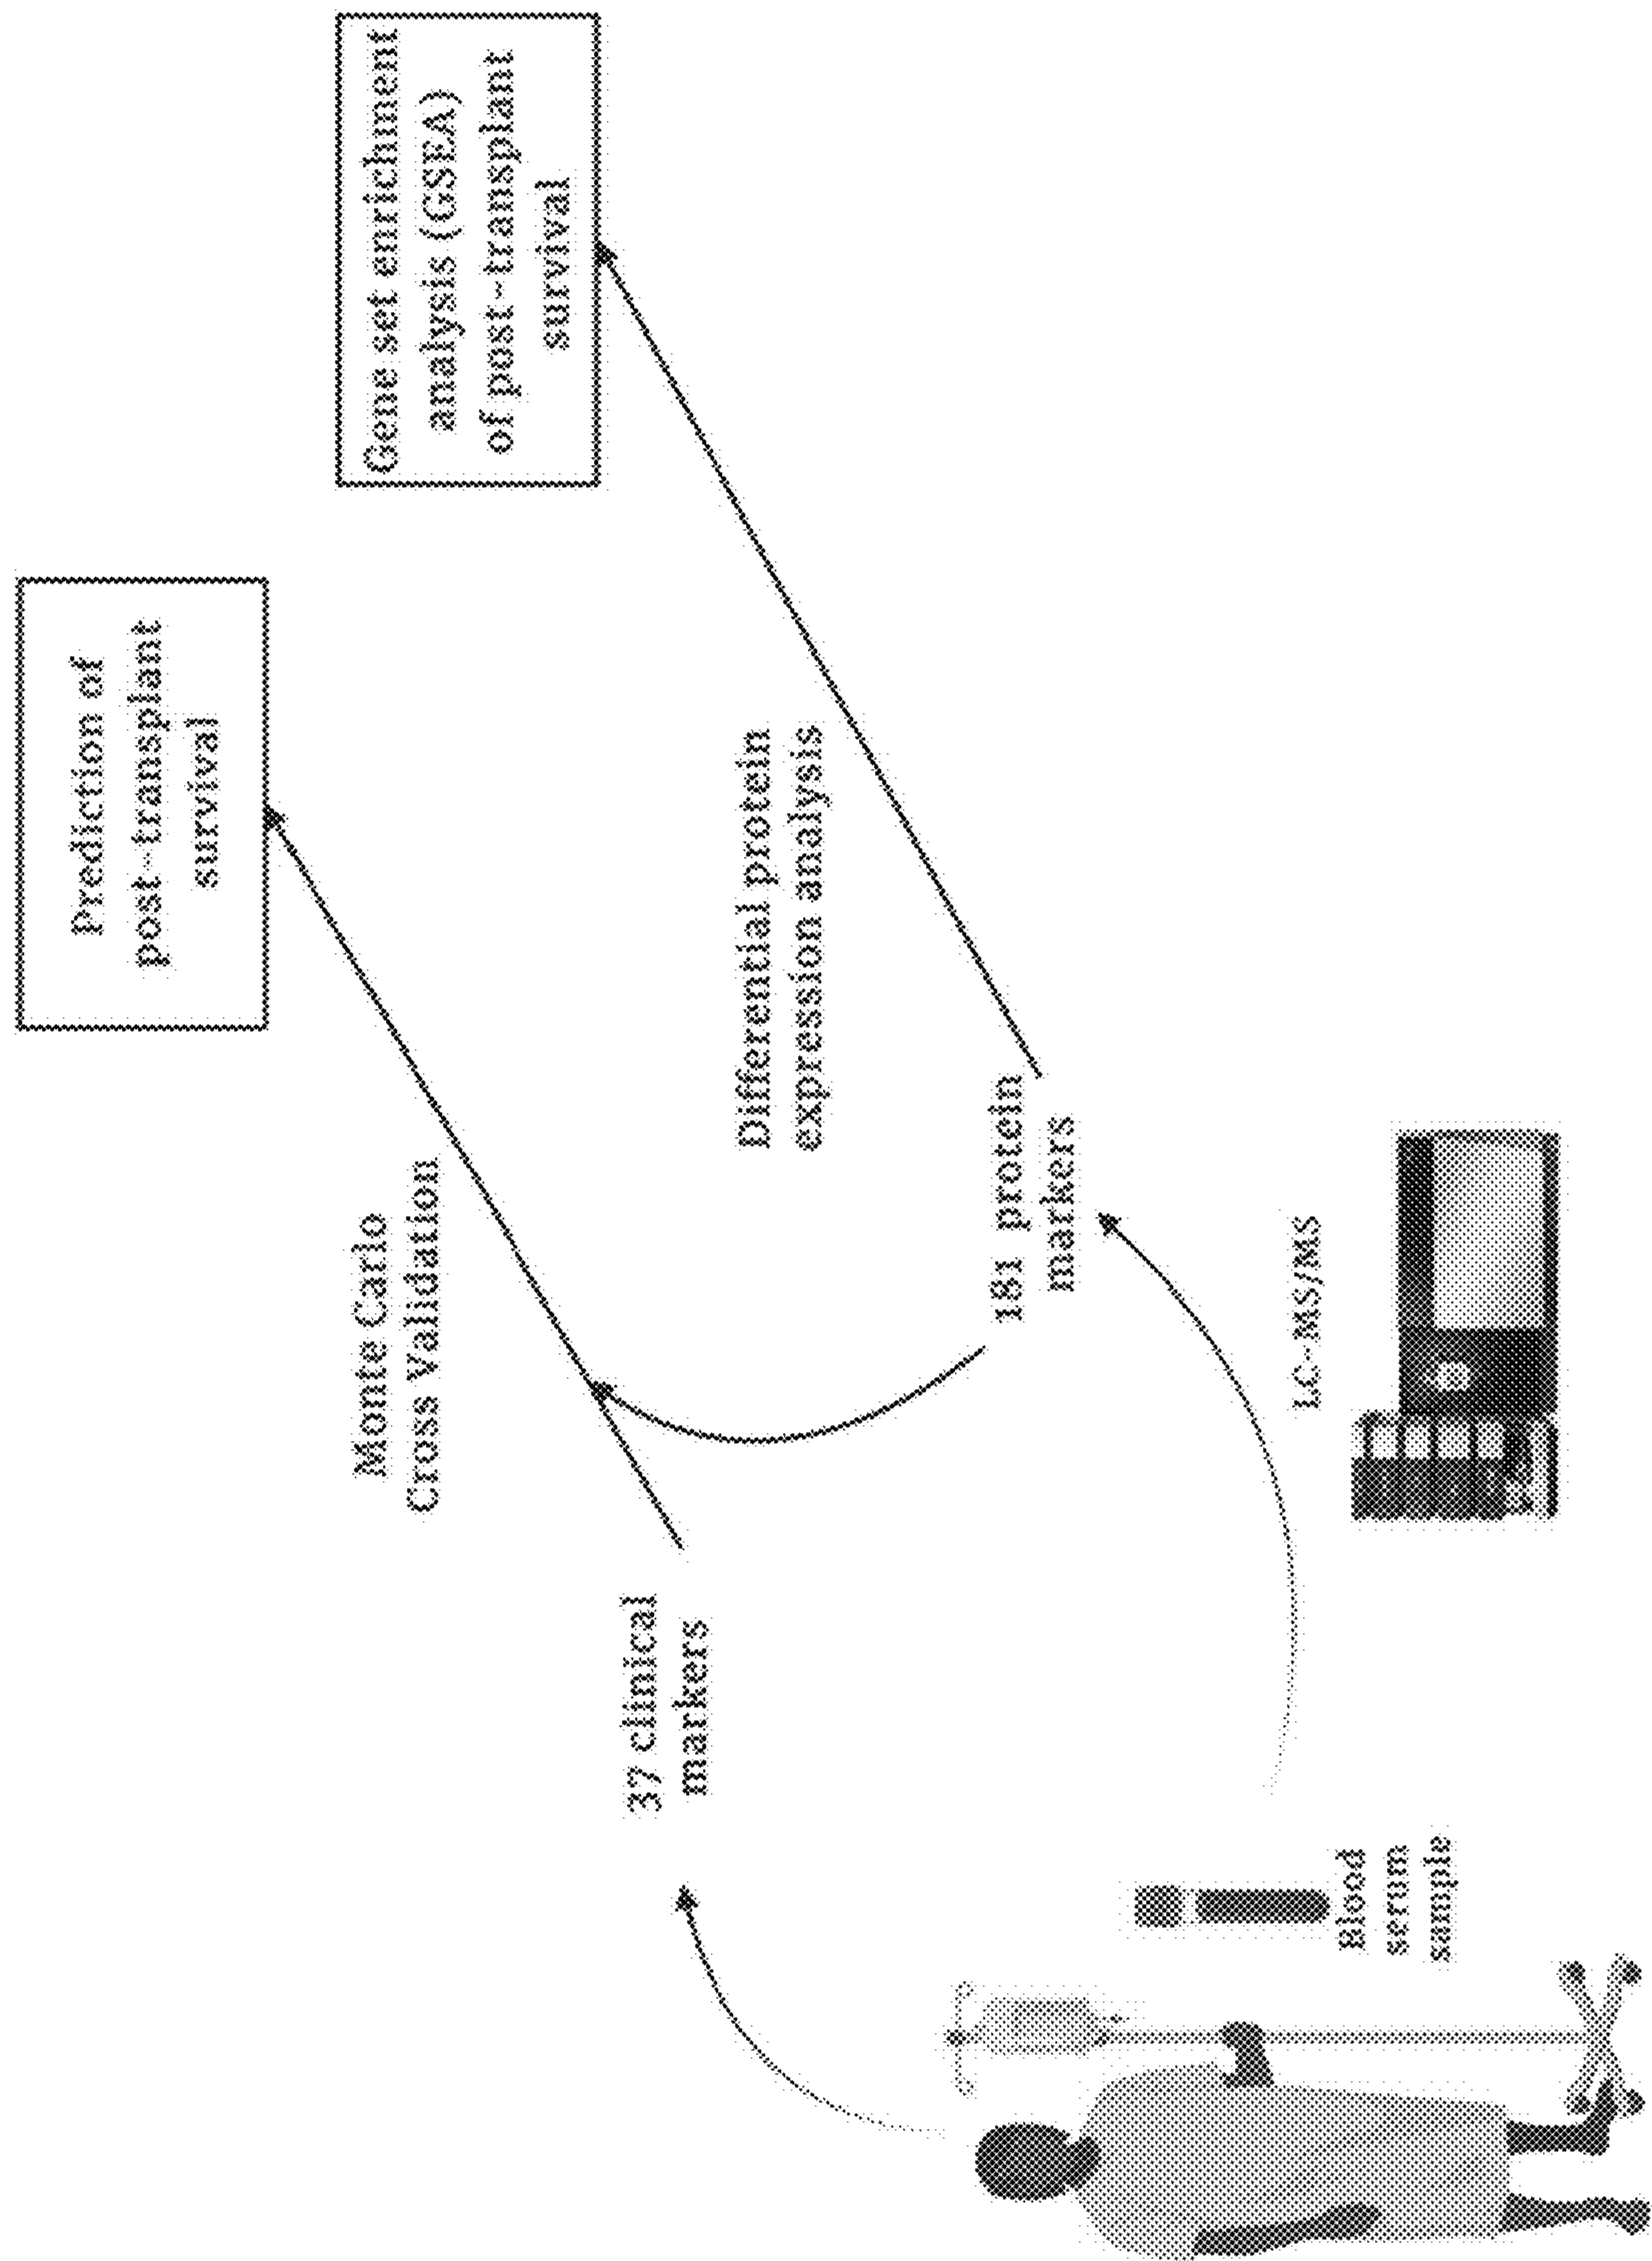 Prediction of
post-transplant
survival
Gene set enrichment
analysis (GSEA)
of post-transplant
survival
Monte Carlo
Cross Validation
Differential protein
expression analysis
37 clinical
markers
181 protein
markers
LC-MS/MS
Blood
serum
sample